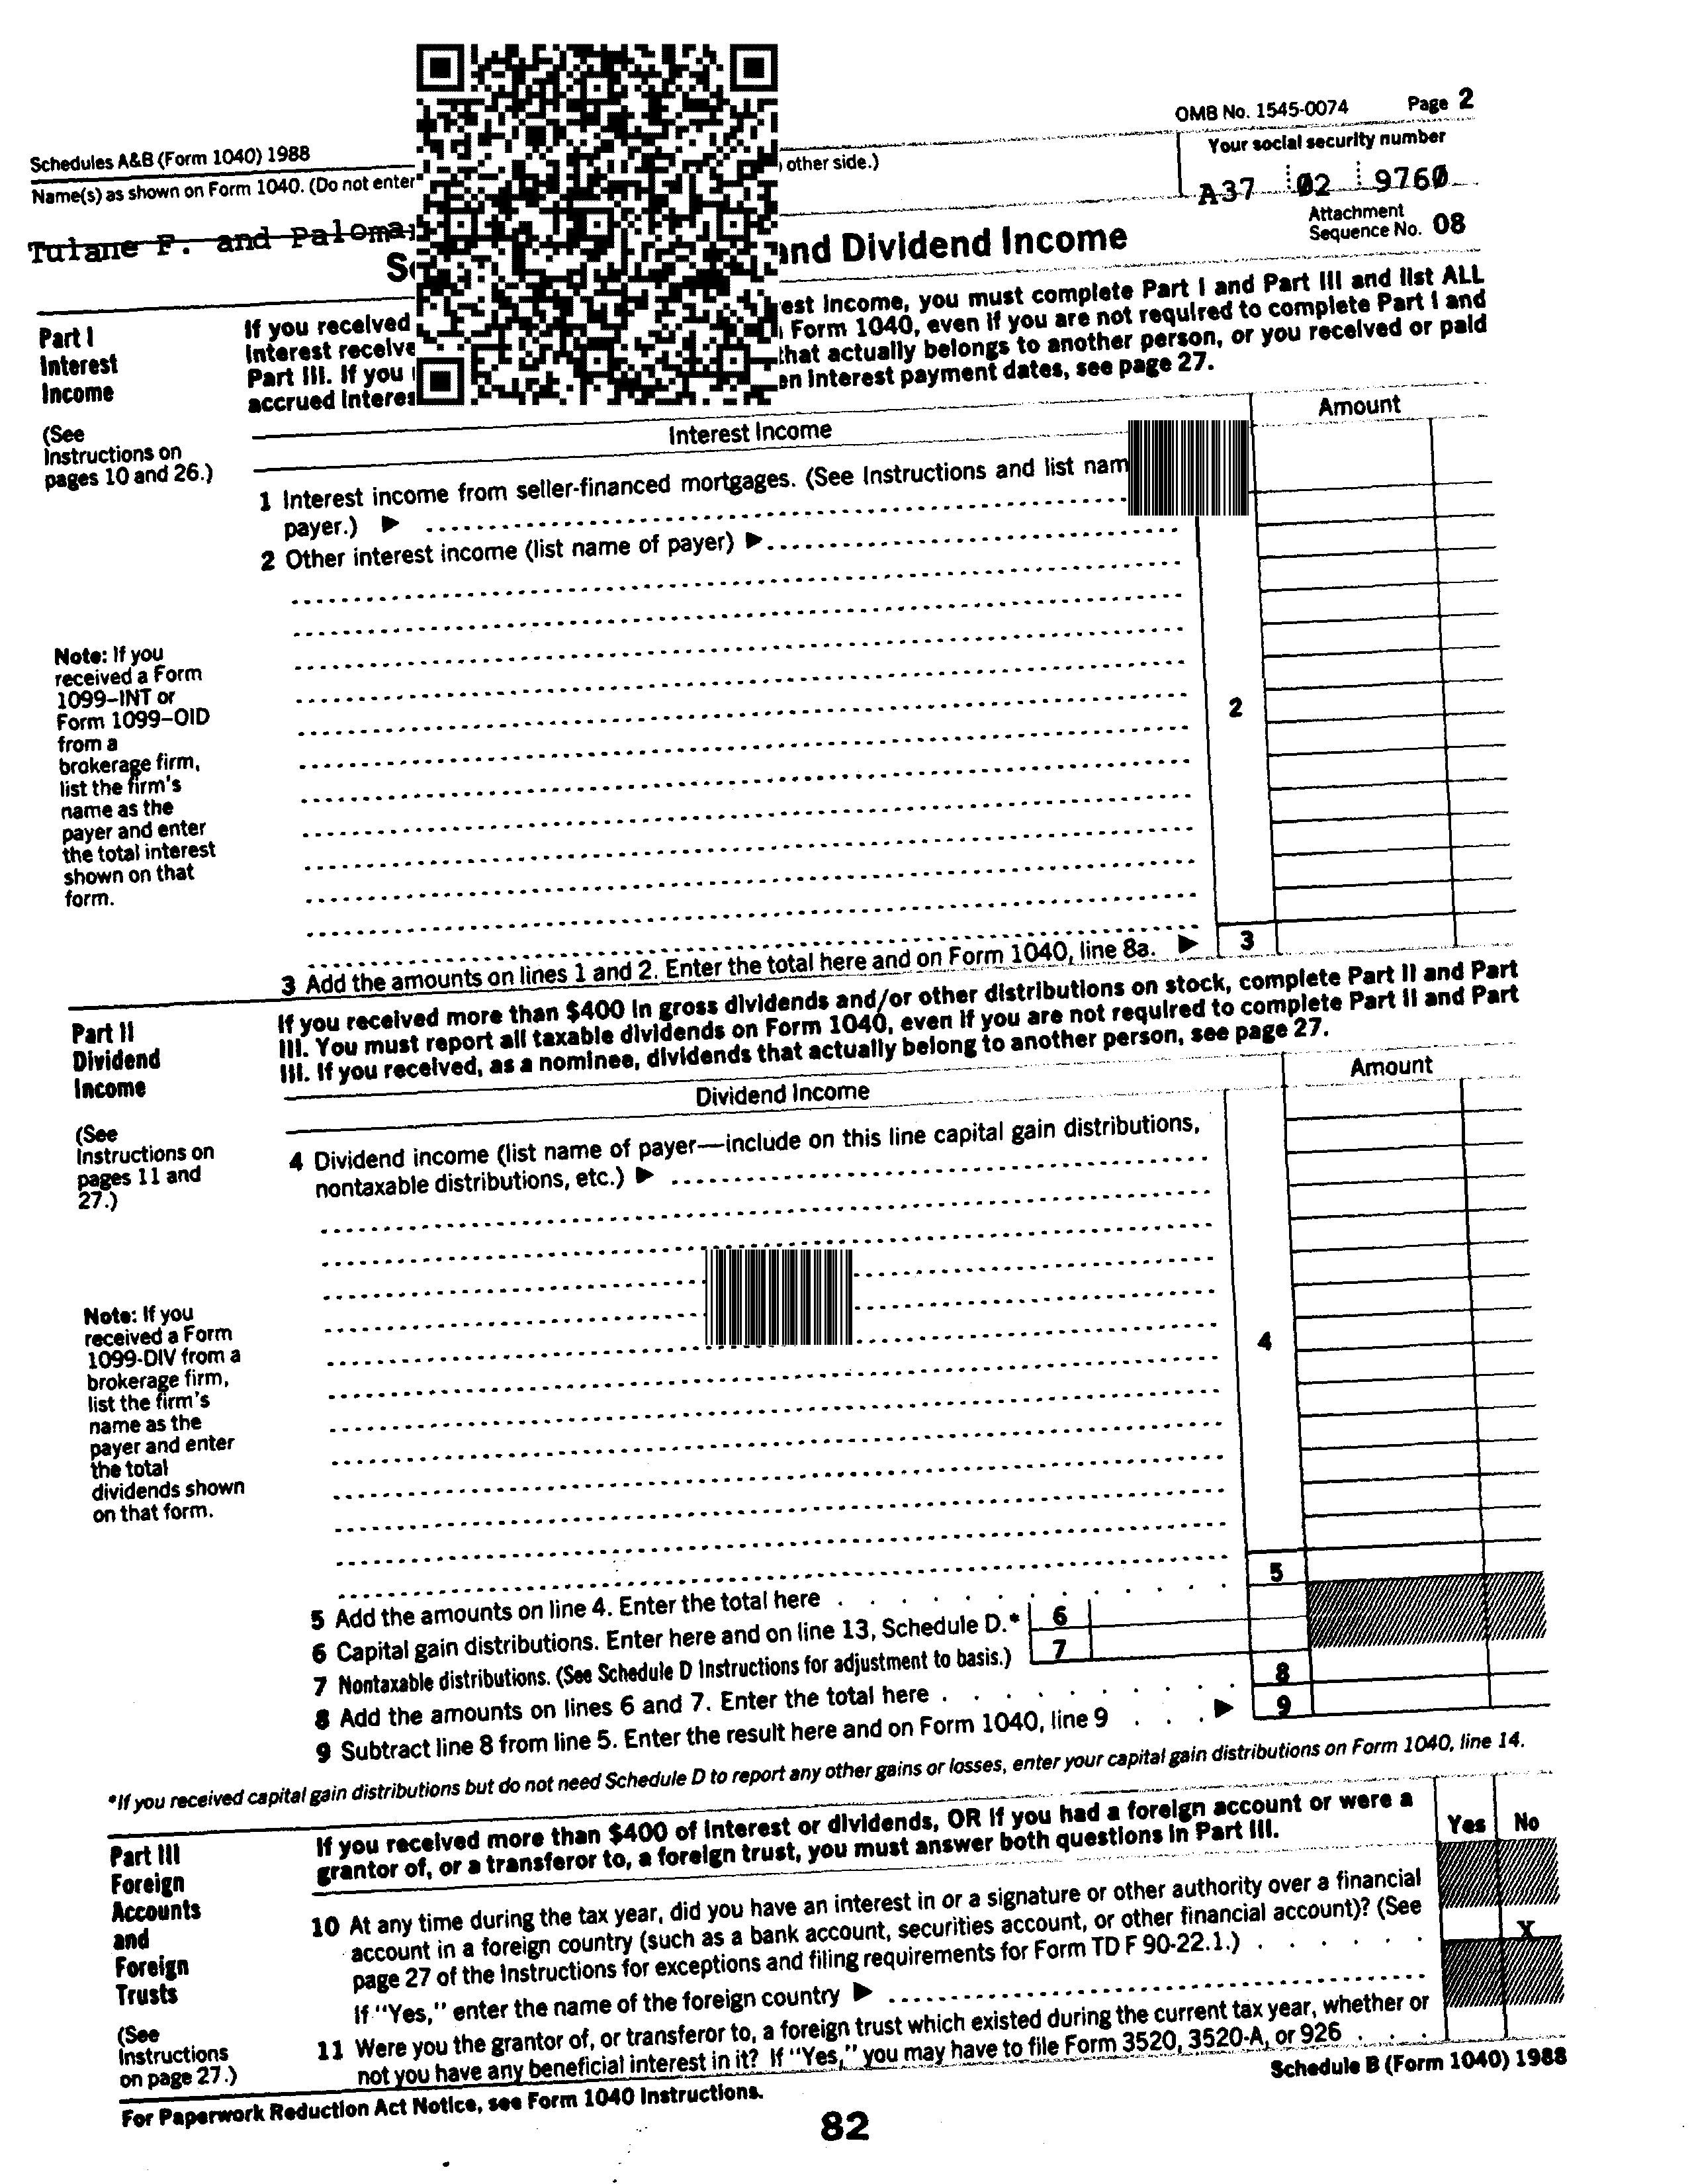 OMB No. 1545-0074 Page 2
Schedules A&B (Form 1040) 1988
Name(s) as shown on Form 1040. (Do not enter other side.)
Your social security number
Tulane F. and
A37 02 9760
Attachment
Sequence No. 08
and Dividend Income
Part I
Interest
Income
(See
Instructions on
pages 10 and 26.)
If you received Income, you must complete Part I and Part III and list ALL
Interest Form 1040, even if you are not required to complete Part I and
Part III. If you that actually belongs to another person, or you received or paid
accrued Interest payment dates, see page 27.
Interest Income
Amount
1 Interest income from seller-financed mortgages. (See Instructions and list
payer.) ▶
2 Other interest income (list name of payer) ▶
Note: If you
received a Form
1099–INT or
Form 1099–OID
from a
brokerage firm,
list the firm's
name as the
payer and enter
the total interest
shown on that
form.
2
3 Add the amounts on lines 1 and 2. Enter the total here and on Form 1040, line 8a. ▶ 3
Part II
Dividend
Income
(See
Instructions on
pages 11 and
27.)
If you received more than $400 in gross dividends and/or other distributions on stock, complete Part II and Part
III. You must report all taxable dividends on Form 1040, even if you are not required to complete Part II and Part
III. If you received, as a nominee, dividends that actually belong to another person, see page 27.
Dividend Income
Amount
4 Dividend income (list name of payer—include on this line capital gain distributions,
nontaxable distributions, etc.) ▶
Note: If you
received a Form
1099-DIV from a
brokerage firm,
list the firm's
name as the
payer and enter
the total
dividends shown
on that form.
4
5 Add the amounts on line 4. Enter the total here 5
6 Capital gain distributions. Enter here and on line 13, Schedule D.* 6
7 Nontaxable distributions. (See Schedule D Instructions for adjustment to basis.) 7
8 Add the amounts on lines 6 and 7. Enter the total here 8
9 Subtract line 8 from line 5. Enter the result here and on Form 1040, line 9 ▶ 9
*If you received capital gain distributions but do not need Schedule D to report any other gains or losses, enter your capital gain distributions on Form 1040, line 14.
Part III
Foreign
Accounts
and
Foreign
Trusts
(See
Instructions
on page 27.)
If you received more than $400 of interest or dividends, OR if you had a foreign account or were a
grantor of, or a transferor to, a foreign trust, you must answer both questions in Part III.
Yes No
10 At any time during the tax year, did you have an interest in or a signature or other authority over a financial
account in a foreign country (such as a bank account, securities account, or other financial account)? (See
page 27 of the Instructions for exceptions and filing requirements for Form TD F 90-22.1.) X
If "Yes," enter the name of the foreign country ▶
11 Were you the grantor of, or transferor to, a foreign trust which existed during the current tax year, whether or
not you have any beneficial interest in it? If "Yes," you may have to file Form 3520, 3520-A, or 926
For Paperwork Reduction Act Notice, see Form 1040 Instructions.
Schedule B (Form 1040) 1988
82